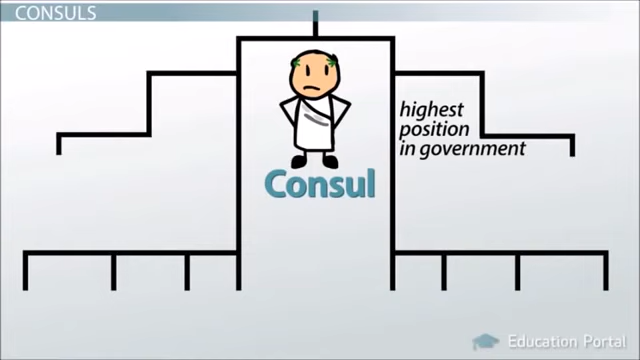 CONSULS
highest
position
in government
Consul
Education Portal